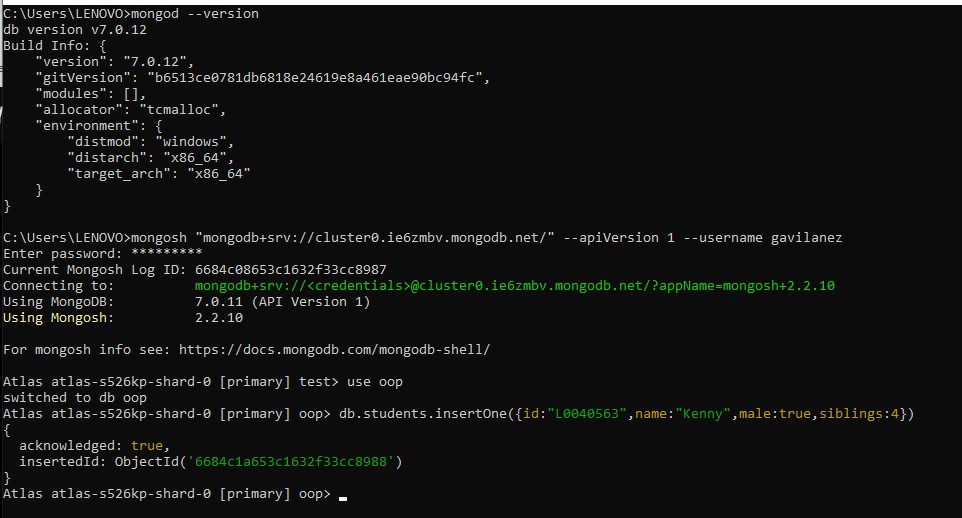 C:\Users\LENOVO>mongod --version
db version v7.0.12
Build Info: {
    "version": "7.0.12",
    "gitVersion": "b6513ce0781db6818e24619e8a461eae90bc94fc",
    "modules": [],
    "allocator": "tcmalloc",
    "environment": {
        "distmod": "windows",
        "distarch": "x86_64",
        "target_arch": "x86_64"
    }
}
C:\Users\LENOVO>mongosh "mongodb+srv://cluster0.ie6zmbv.mongodb.net/" --apiVersion 1 --username gavilanez
Enter password: *********
Current Mongosh Log ID: 6684c08653c1632f33cc8987
Connecting to:          mongodb+srv://<credentials>@cluster0.ie6zmbv.mongodb.net/?appName=mongosh+2.2.10
Using MongoDB:          7.0.11 (API Version 1)
Using Mongosh:          2.2.10
For mongosh info see: https://docs.mongodb.com/mongodb-shell/
Atlas atlas-s526kp-shard-0 [primary] test> use oop
switched to db oop
Atlas atlas-s526kp-shard-0 [primary] oop> db.students.insertOne({id:"L0040563",name:"Kenny",male:true,siblings:4})
{
  acknowledged: true,
  insertedId: ObjectId('6684c1a653c1632f33cc8988')
}
Atlas atlas-s526kp-shard-0 [primary] oop>